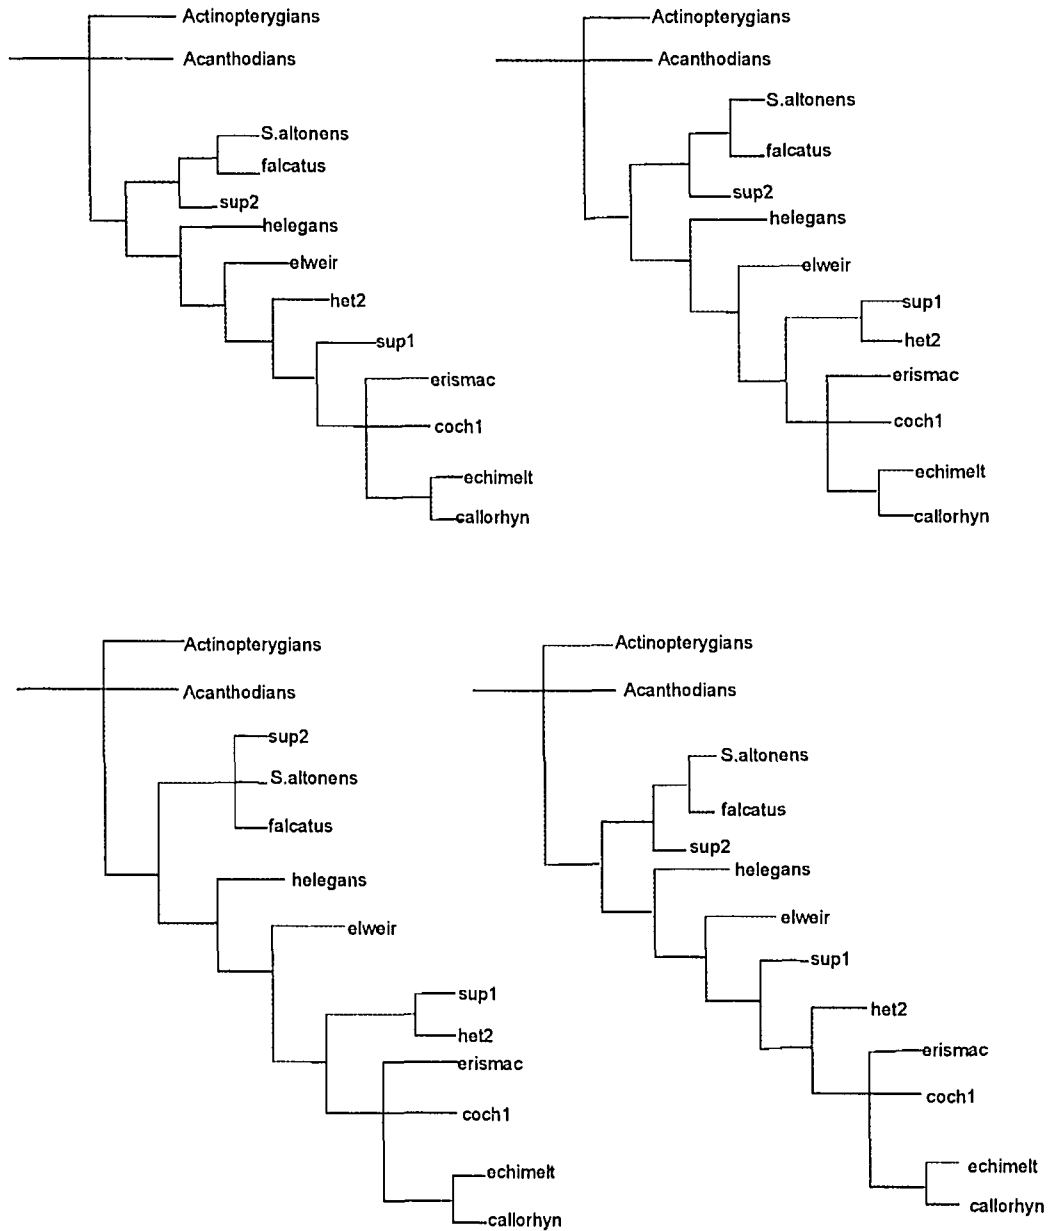 Actinopterygians
Acanthodians
S.altonens
falcatus
sup2
helegans
elweir
het2
sup1
erismac
coch1
echimelt
callorhyn
Actinopterygians
Acanthodians
S.altonens
falcatus
sup2
helegans
elweir
sup1
het2
erismac
coch1
echimelt
callorhyn
Actinopterygians
Acanthodians
sup2
S.altonens
falcatus
helegans
elweir
sup1
het2
erismac
coch1
echimelt
callorhyn
Actinopterygians
Acanthodians
S.altonens
falcatus
sup2
helegans
elweir
sup1
het2
erismac
coch1
echimelt
callorhyn